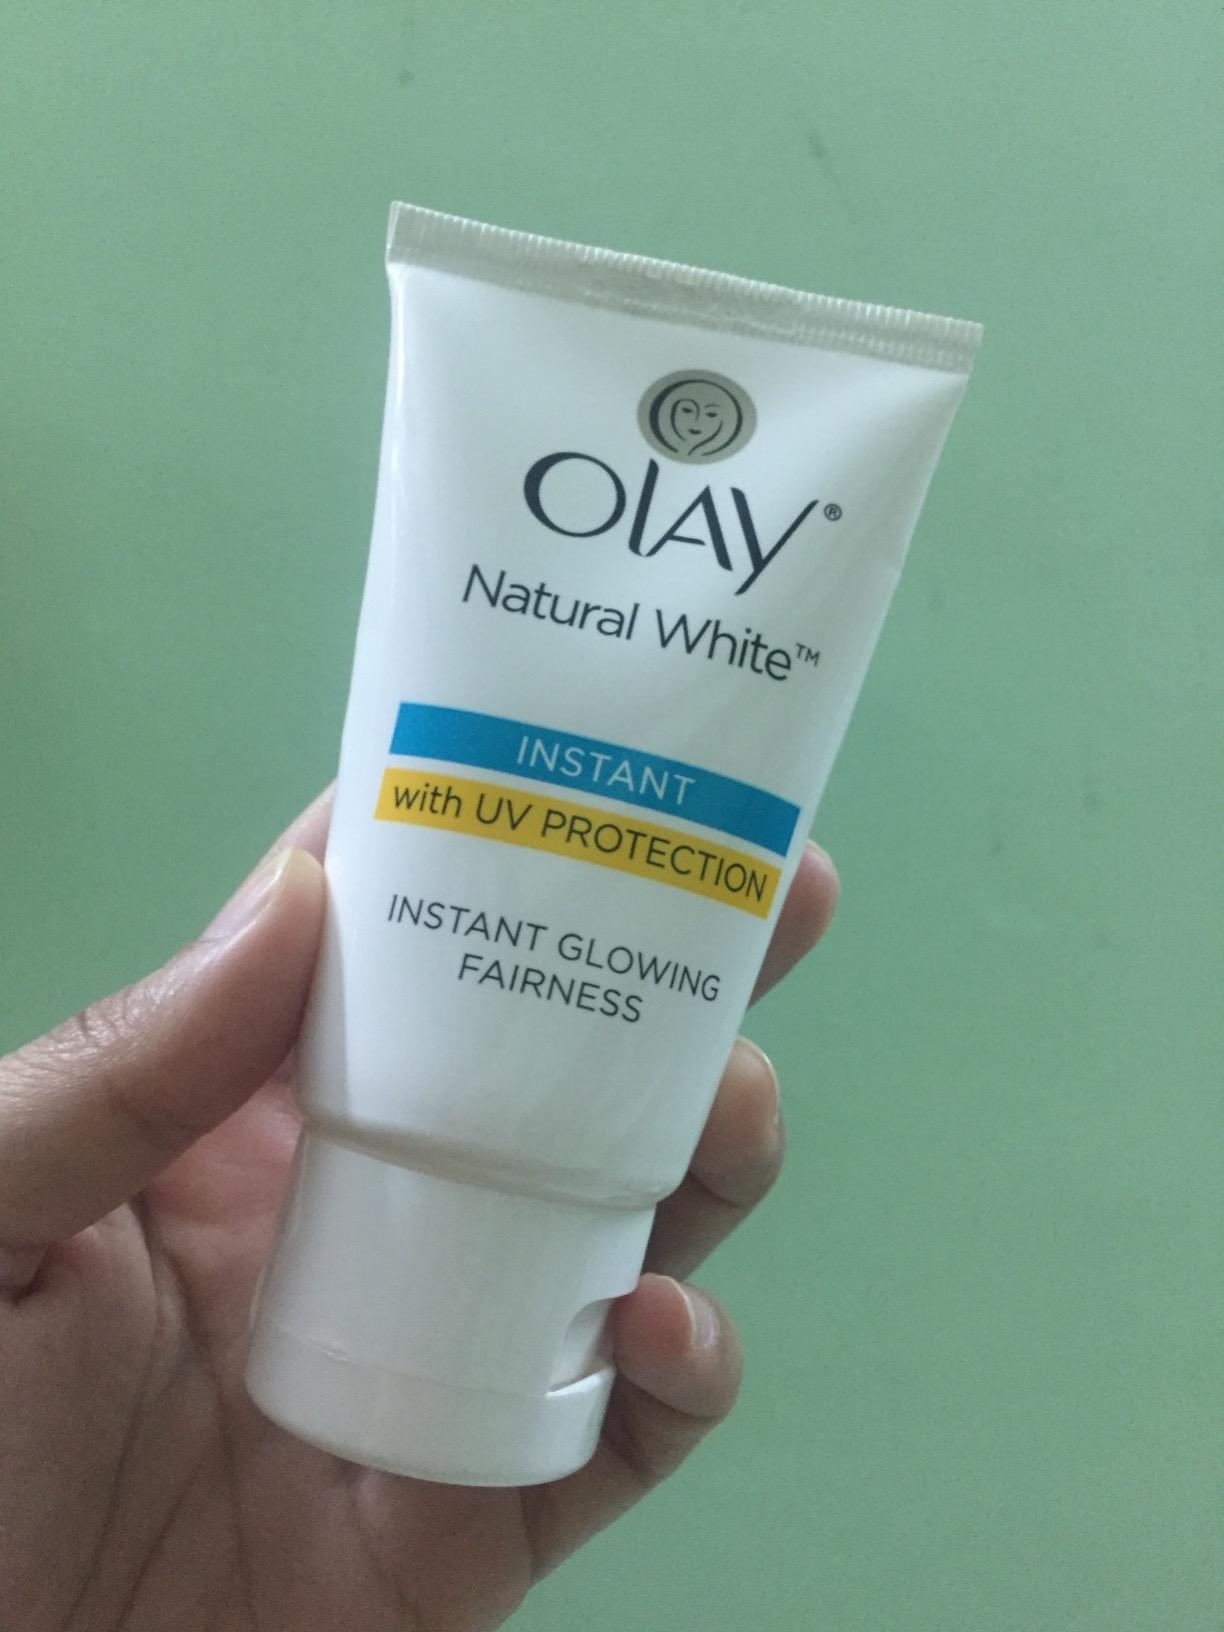 OLAY®
Natural White™
INSTANT
with UV PROTECTION
INSTANT GLOWING
FAIRNESS